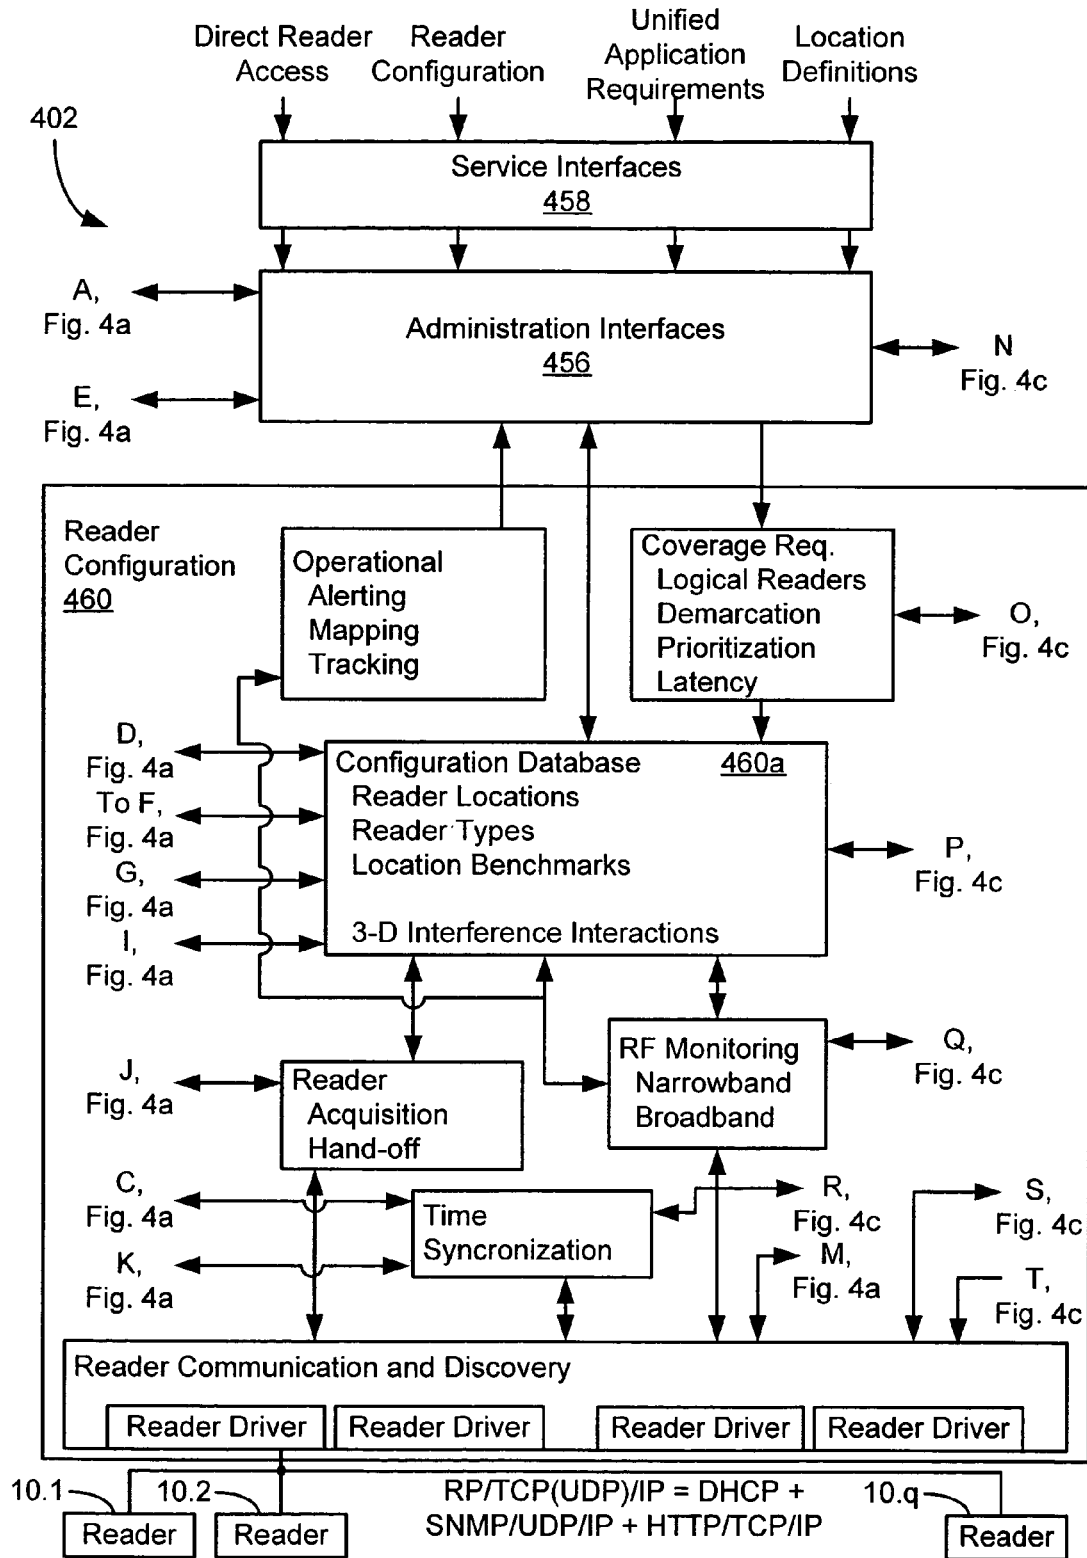 Direct Reader
Access
Reader
Configuration
Unified
Application
Requirements
Location
Definitions
402
Service Interfaces
458
A,
Fig. 4a
Administration Interfaces
456
N
Fig. 4c
E,
Fig. 4a
Reader
Configuration
460
Operational
Alerting
Mapping
Tracking
Coverage Req.
Logical Readers
Demarcation
Prioritization
Latency
O,
Fig. 4c
D,
Fig. 4a
To F,
Fig. 4a
G,
Fig. 4a
I,
Fig. 4a
Configuration Database 460a
Reader Locations
Reader Types
Location Benchmarks
3-D Interference Interactions
P,
Fig. 4c
J,
Fig. 4a
Reader
Acquisition
Hand-off
RF Monitoring
Narrowband
Broadband
Q,
Fig. 4c
C,
Fig. 4a
K,
Fig. 4a
Time
Syncronization
R,
Fig. 4c
M,
Fig. 4a
S,
Fig. 4c
T,
Fig. 4c
Reader Communication and Discovery
Reader Driver Reader Driver Reader Driver Reader Driver
10.1
Reader
10.2
Reader
RP/TCP(UDP)/IP = DHCP +
SNMP/UDP/IP + HTTP/TCP/IP
10.q
Reader